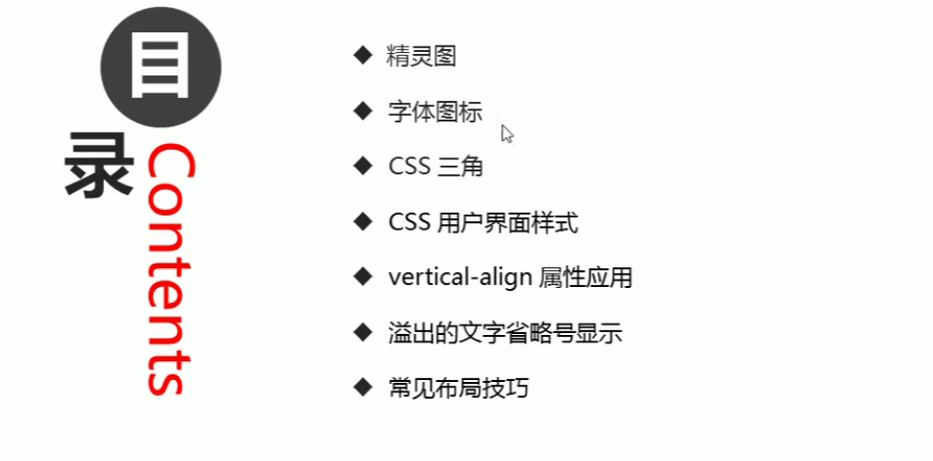 目录
Contents
◆ 精灵图
◆ 字体图标
◆ CSS 三角
◆ CSS 用户界面样式
◆ vertical-align 属性应用
◆ 溢出的文字省略号显示
◆ 常见布局技巧